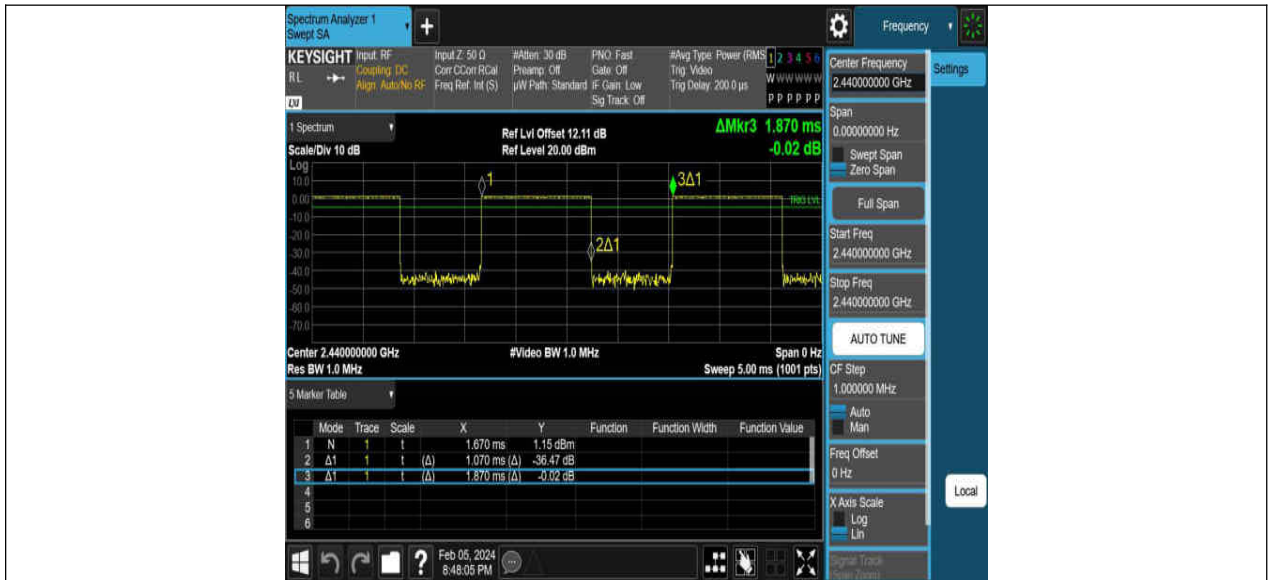 Spectrum Analyzer 1
Swept SA
+
Frequency
KEYSIGHT
RL
LXI
Input: RF
Coupling: DC
Align: Auto/No RF
Input Z: 50 Ω
Corr CCorr RCal
Freq Ref: Int (S)
#Atten: 30 dB
Preamp: Off
µW Path: Standard
PNO: Fast
Gate: Off
IF Gain: Low
Sig Track: Off
#Avg Type: Power (RMS
Trig: Video
Trig Delay: 200.0 µs
1 2 3 4 5 6
W W W W W W
P P P P P P
1 Spectrum
Scale/Div 10 dB
Ref Lvl Offset 12.11 dB
Ref Level 20.00 dBm
ΔMkr3 1.870 ms
-0.02 dB
Log
10.0
0.00
-10.0
-20.0
-30.0
-40.0
-50.0
-60.0
-70.0
1
2Δ1
3Δ1
TRIG LVL
Center 2.440000000 GHz
Res BW 1.0 MHz
#Video BW 1.0 MHz
Span 0 Hz
Sweep 5.00 ms (1001 pts)
5 Marker Table
Mode Trace Scale X Y Function Function Width Function Value
1 N 1 t 1.670 ms 1.15 dBm
2 Δ1 1 t (Δ) 1.070 ms (Δ) -36.47 dB
3 Δ1 1 t (Δ) 1.870 ms (Δ) -0.02 dB
4
5
6
?
Feb 05, 2024
8:48:05 PM
Center Frequency
2.440000000 GHz
Span
0.00000000 Hz
Swept Span
Zero Span
Full Span
Start Freq
2.440000000 GHz
Stop Freq
2.440000000 GHz
AUTO TUNE
CF Step
1.000000 MHz
Auto
Man
Freq Offset
0 Hz
X Axis Scale
Log
Lin
Signal Track
(Span Zoom)
Settings
Local